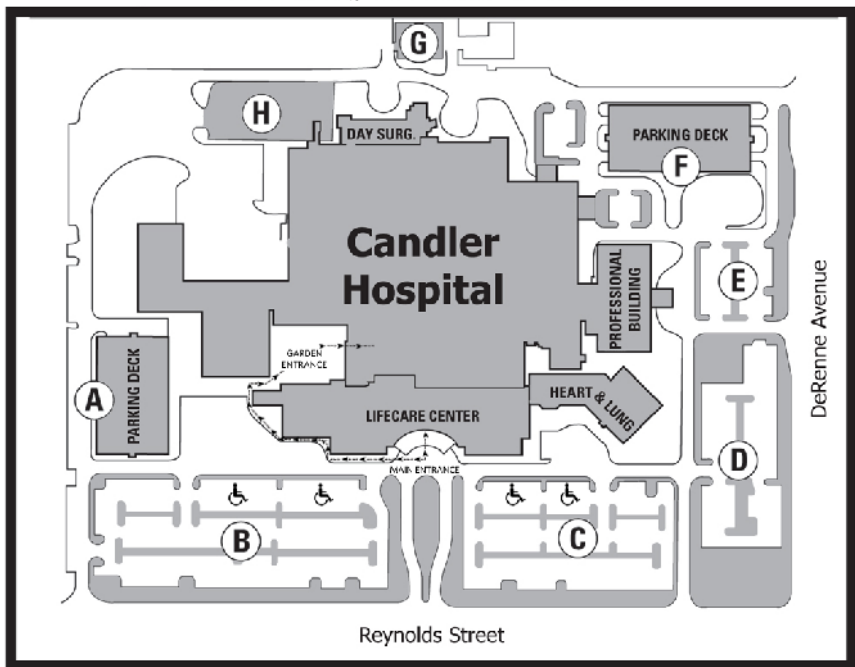 G
H
DAY SURG.
PARKING DECK
F
Candler
Hospital
PROFESSIONAL
BUILDING
E
DeRenne Avenue
GARDEN
ENTRANCE
A
PARKING DECK
LIFECARE CENTER
HEART & LUNG
MAIN ENTRANCE
D
B
C
Reynolds Street